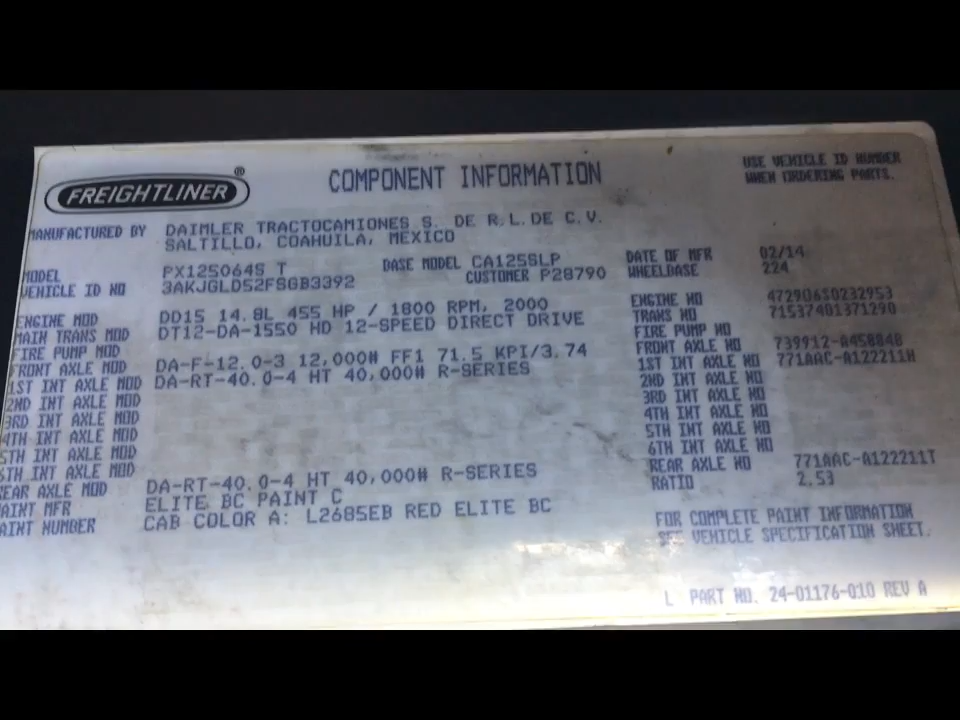 FREIGHTLINER®
COMPONENT INFORMATION
USE VEHICLE ID NUMBER
WHEN ORDERING PARTS.
MANUFACTURED BY DAIMLER TRACTOCAMIONES S. DE R.L.DE C.V.
SALTILLO, COAHUILA, MEXICO
MODEL PX125064S T BASE MODEL CA125SLP DATE OF MFR 02/14
VEHICLE ID NO 3AKJGLD52FSGB3392 CUSTOMER P28790 WHEELBASE 224
ENGINE MOD DD15 14.8L 455 HP / 1800 RPM, 2000 ENGINE NO 472906S0232953
MAIN TRANS MOD DT12-DA-1550 HD 12-SPEED DIRECT DRIVE TRANS NO 71537401371290
FIRE PUMP MOD FIRE PUMP NO
FRONT AXLE MOD DA-F-12.0-3 12,000# FF1 71.5 KPI/3.74 FRONT AXLE NO 739912-A458848
1ST INT AXLE MOD DA-RT-40.0-4 HT 40,000# R-SERIES 1ST INT AXLE NO 771AAC-A122211H
2ND INT AXLE MOD 2ND INT AXLE NO
3RD INT AXLE MOD 3RD INT AXLE NO
4TH INT AXLE MOD 4TH INT AXLE NO
5TH INT AXLE MOD 5TH INT AXLE NO
6TH INT AXLE MOD 6TH INT AXLE NO
REAR AXLE MOD DA-RT-40.0-4 HT 40,000# R-SERIES REAR AXLE NO 771AAC-A122211T
PAINT MFR ELITE BC PAINT C RATIO 2.53
PAINT NUMBER CAB COLOR A: L2685EB RED ELITE BC
FOR COMPLETE PAINT INFORMATION
SEE VEHICLE SPECIFICATION SHEET.
L PART NO. 24-01176-010 REV A